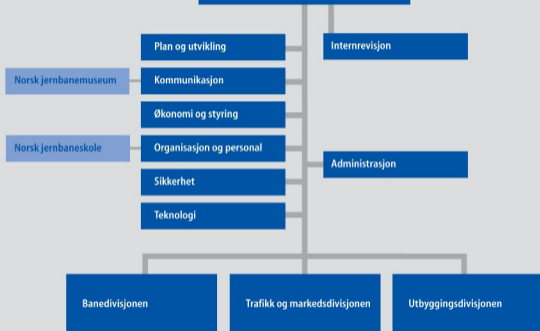 Plan og utvikling
Internrevisjon
Norsk jernbanemuseum
Kommunikasjon
Økonomi og styring
Norsk jernbaneskole
Organisasjon og personal
Administrasjon
Sikkerhet
Teknologi
Banedivisjonen
Trafikk og markedsdivisjonen
Utbyggingsdivisjonen